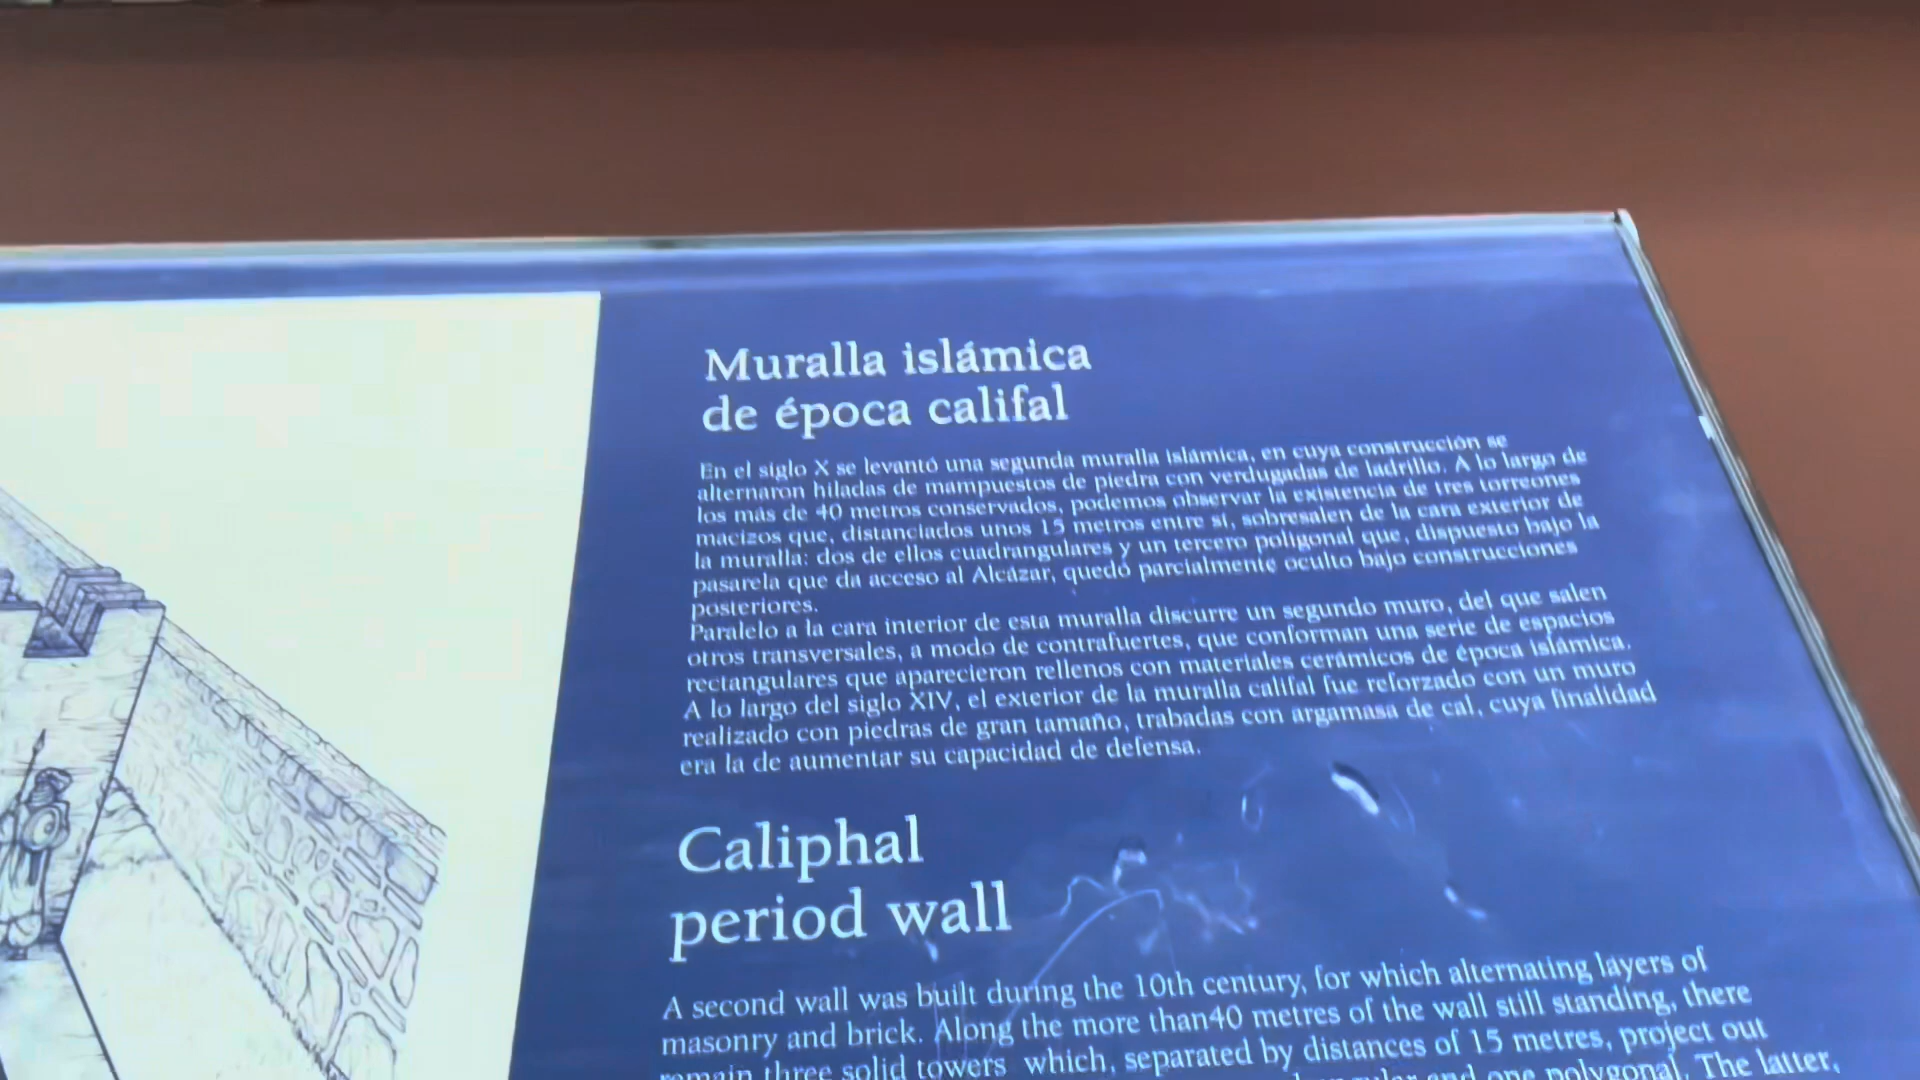 Muralla islámica
de época califal
En el siglo X se levantó una segunda muralla islámica, en cuya construcción se
alternaron hiladas de mampuestos de piedra con verdugadas de ladrillo. A lo largo de
los más de 40 metros conservados, podemos observar la existencia de tres torreones
macizos que, distanciados unos 15 metros entre sí, sobresalen de la cara exterior de
la muralla: dos de ellos cuadrangulares y un tercero poligonal que, dispuesto bajo la
pasarela que da acceso al Alcázar, quedó parcialmente oculto bajo construcciones
posteriores.
Paralelo a la cara interior de esta muralla discurre un segundo muro, del que salen
otros transversales, a modo de contrafuertes, que conforman una serie de espacios
rectangulares que aparecieron rellenos con materiales cerámicos de época islámica.
A lo largo del siglo XIV, el exterior de la muralla califal fue reforzado con un muro
realizado con piedras de gran tamaño, trabadas con argamasa de cal, cuya finalidad
era la de aumentar su capacidad de defensa.
Caliphal
period wall
A second wall was built during the 10th century, for which alternating layers of
masonry and brick. Along the more than40 metres of the wall still standing, there
remain three solid towers which, separated by distances of 15 metres, project out
and one polygonal. The latter,